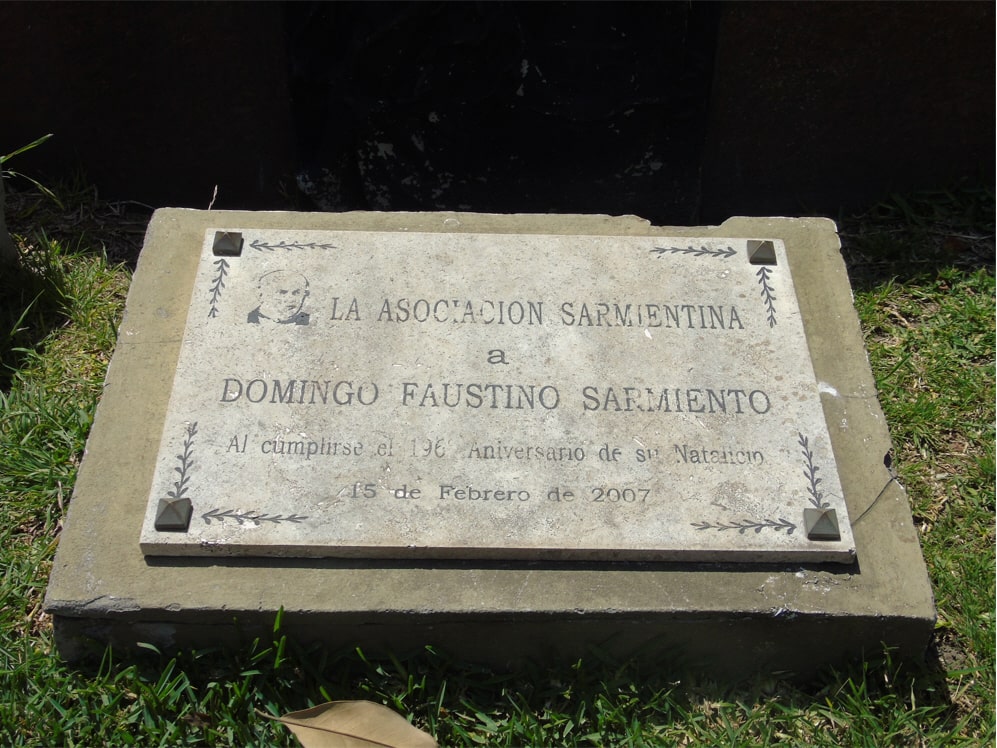 LA ASOCIACION SARMIENTINA
a
DOMINGO FAUSTINO SARMIENTO
Al cumplirse el 196° Aniversario de su Natalicio
15 de Febrero de 2007